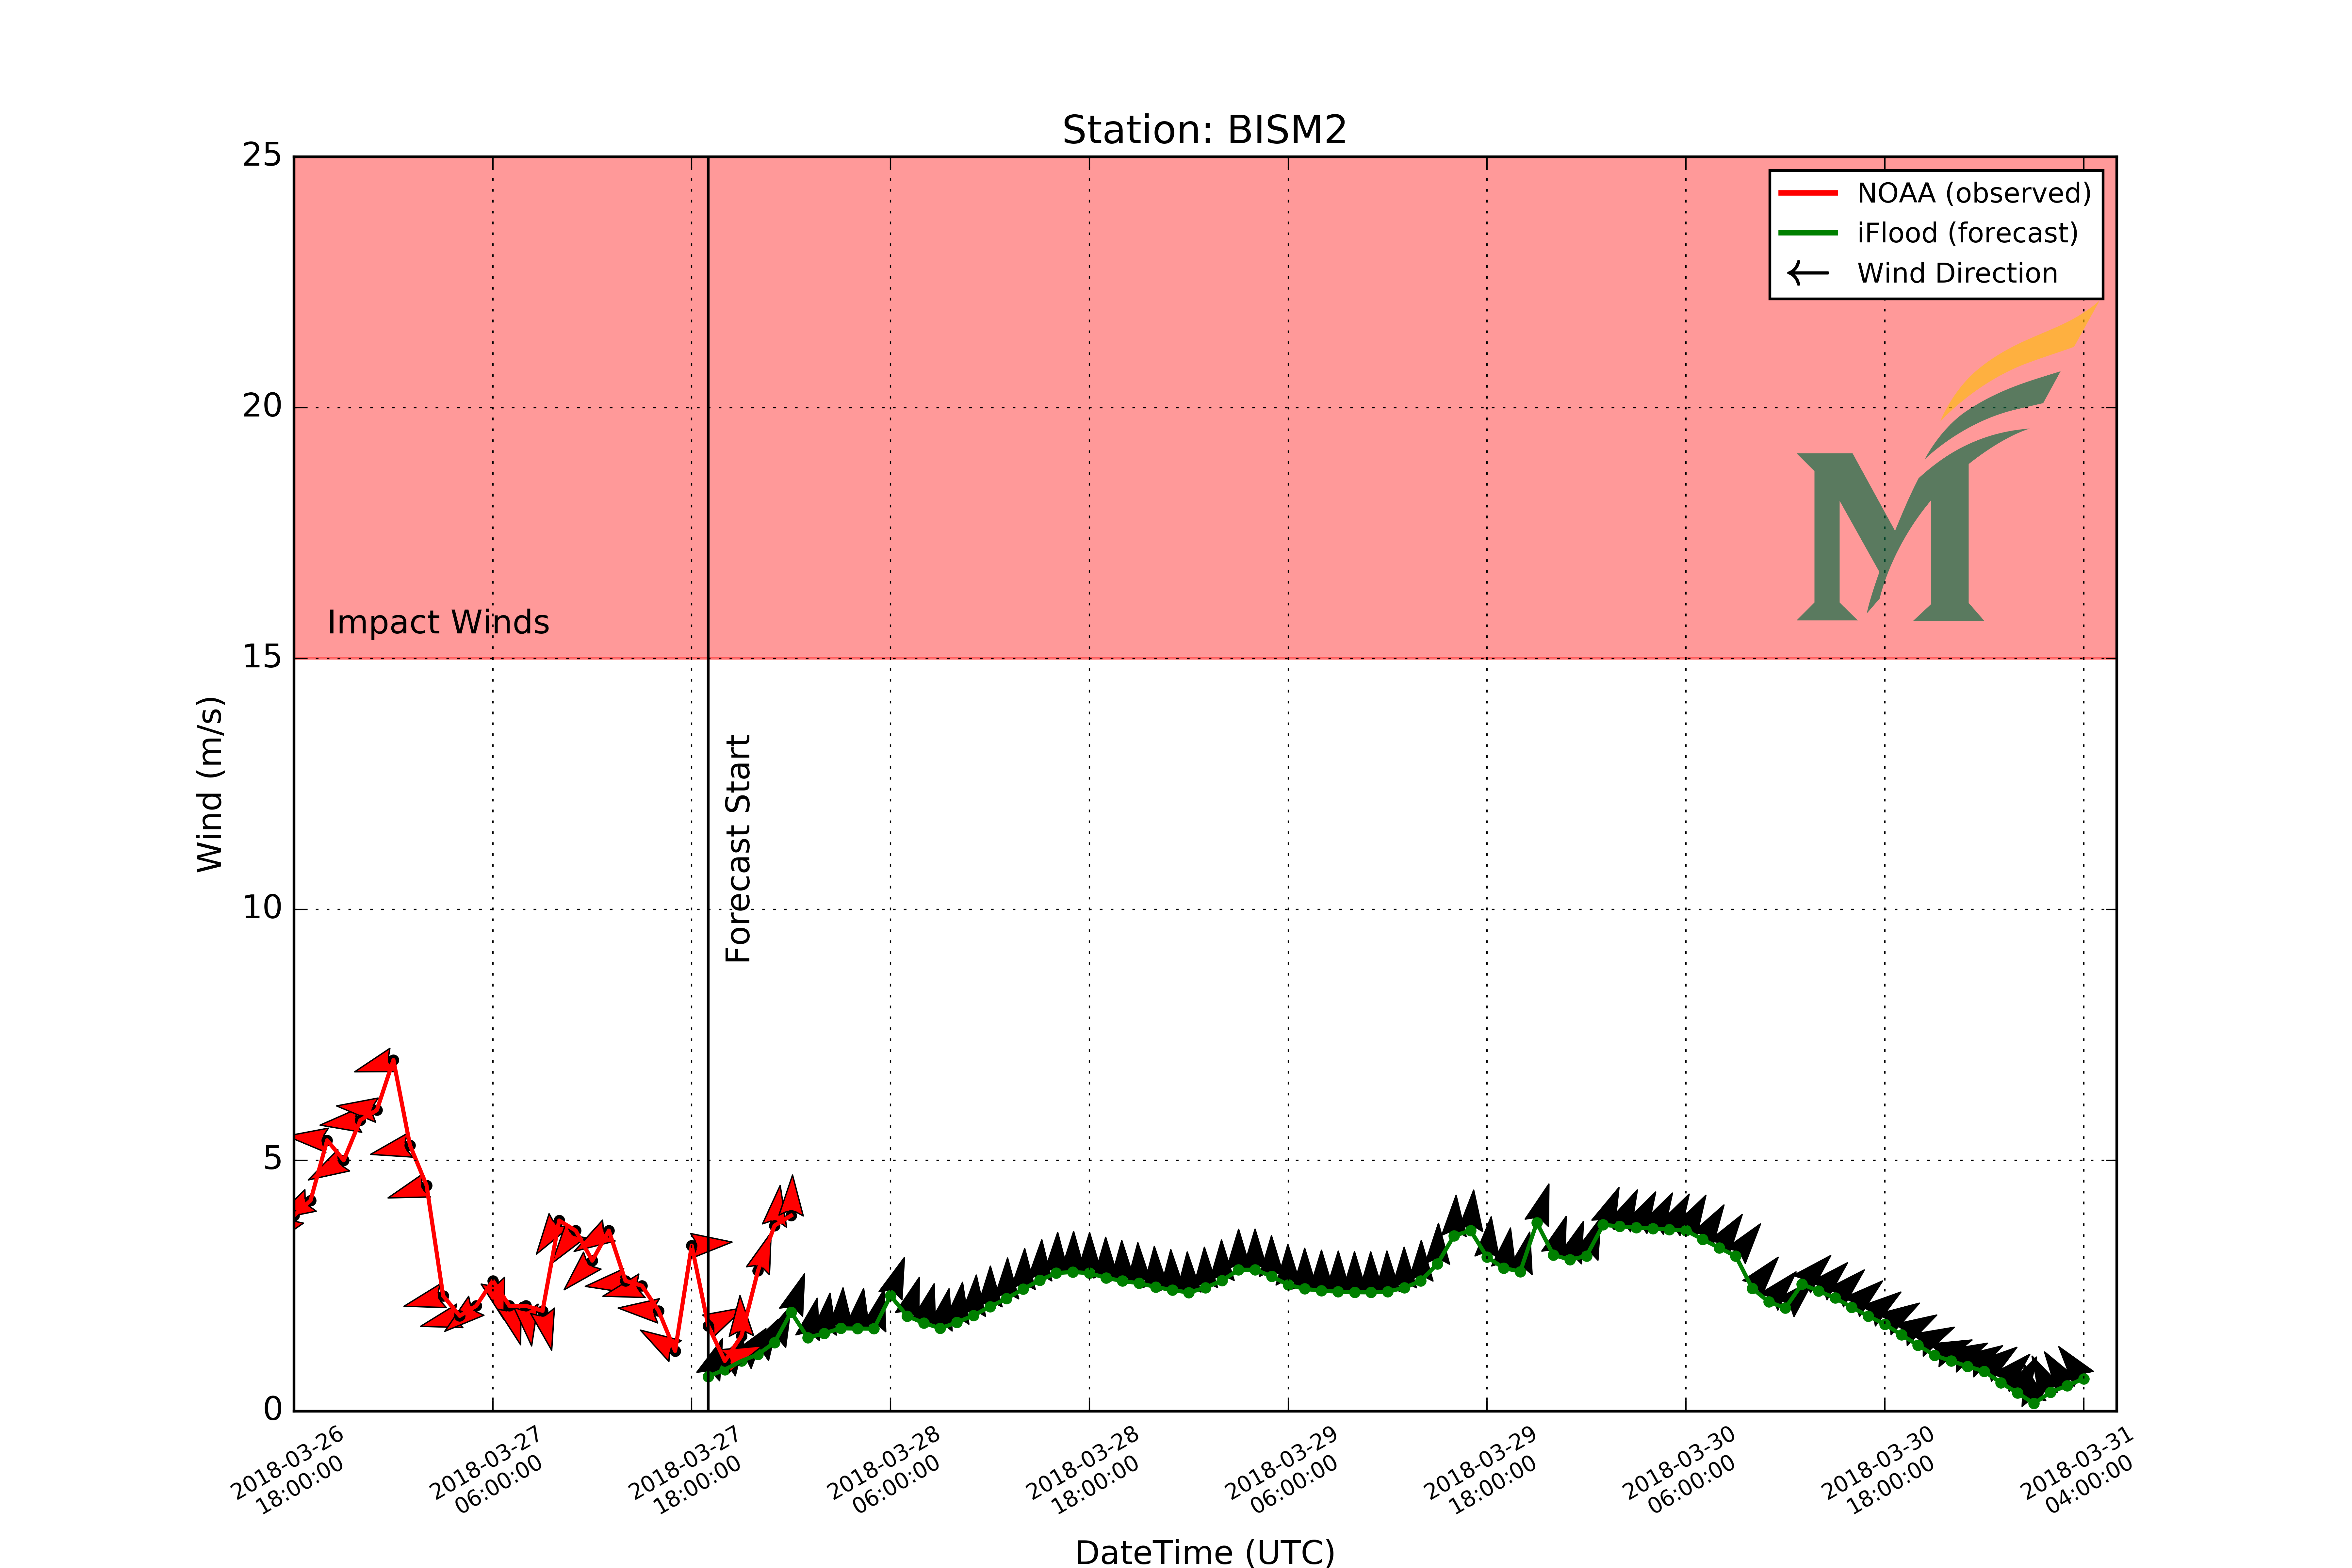 Station: BISM2
25
20
15
10
5
0
Wind (m/s)
NOAA (observed)
iFlood (forecast)
Wind Direction
M
Impact Winds
Forecast Start
2018-03-26
18:00:00
2018-03-27
06:00:00
2018-03-27
18:00:00
2018-03-28
06:00:00
2018-03-28
18:00:00
2018-03-29
06:00:00
2018-03-29
18:00:00
2018-03-30
06:00:00
2018-03-30
18:00:00
2018-03-31
04:00:00
DateTime (UTC)